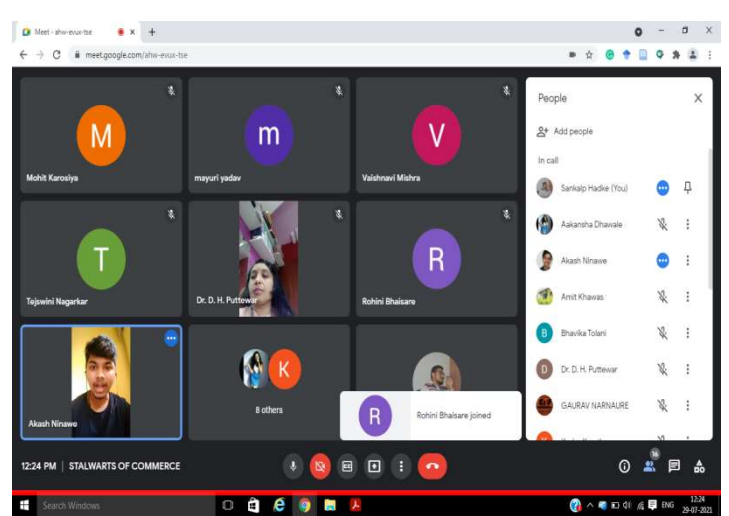 Meet - ahw-evux-tse
meet.google.com/ahw-evux-tse
M
Mohit Karosiya
m
mayuri yadav
V
Vaishnavi Mishra
T
Tejswini Nagarkar
Dr. D. H. Puttewar
R
Rohini Bhaisare
Akash Ninawe
K
8 others
R
Rohini Bhaisare joined
People
Add people
In call
Sankalp Hadke (You)
Aakansha Dhawale
Akash Ninawe
Amit Khawas
B
Bhavika Tolani
D
Dr. D. H. Puttewar
GAURAV NARNAURE
12:24 PM | STALWARTS OF COMMERCE
CC
16
Search Windows
ENG
12:24
29-07-2021